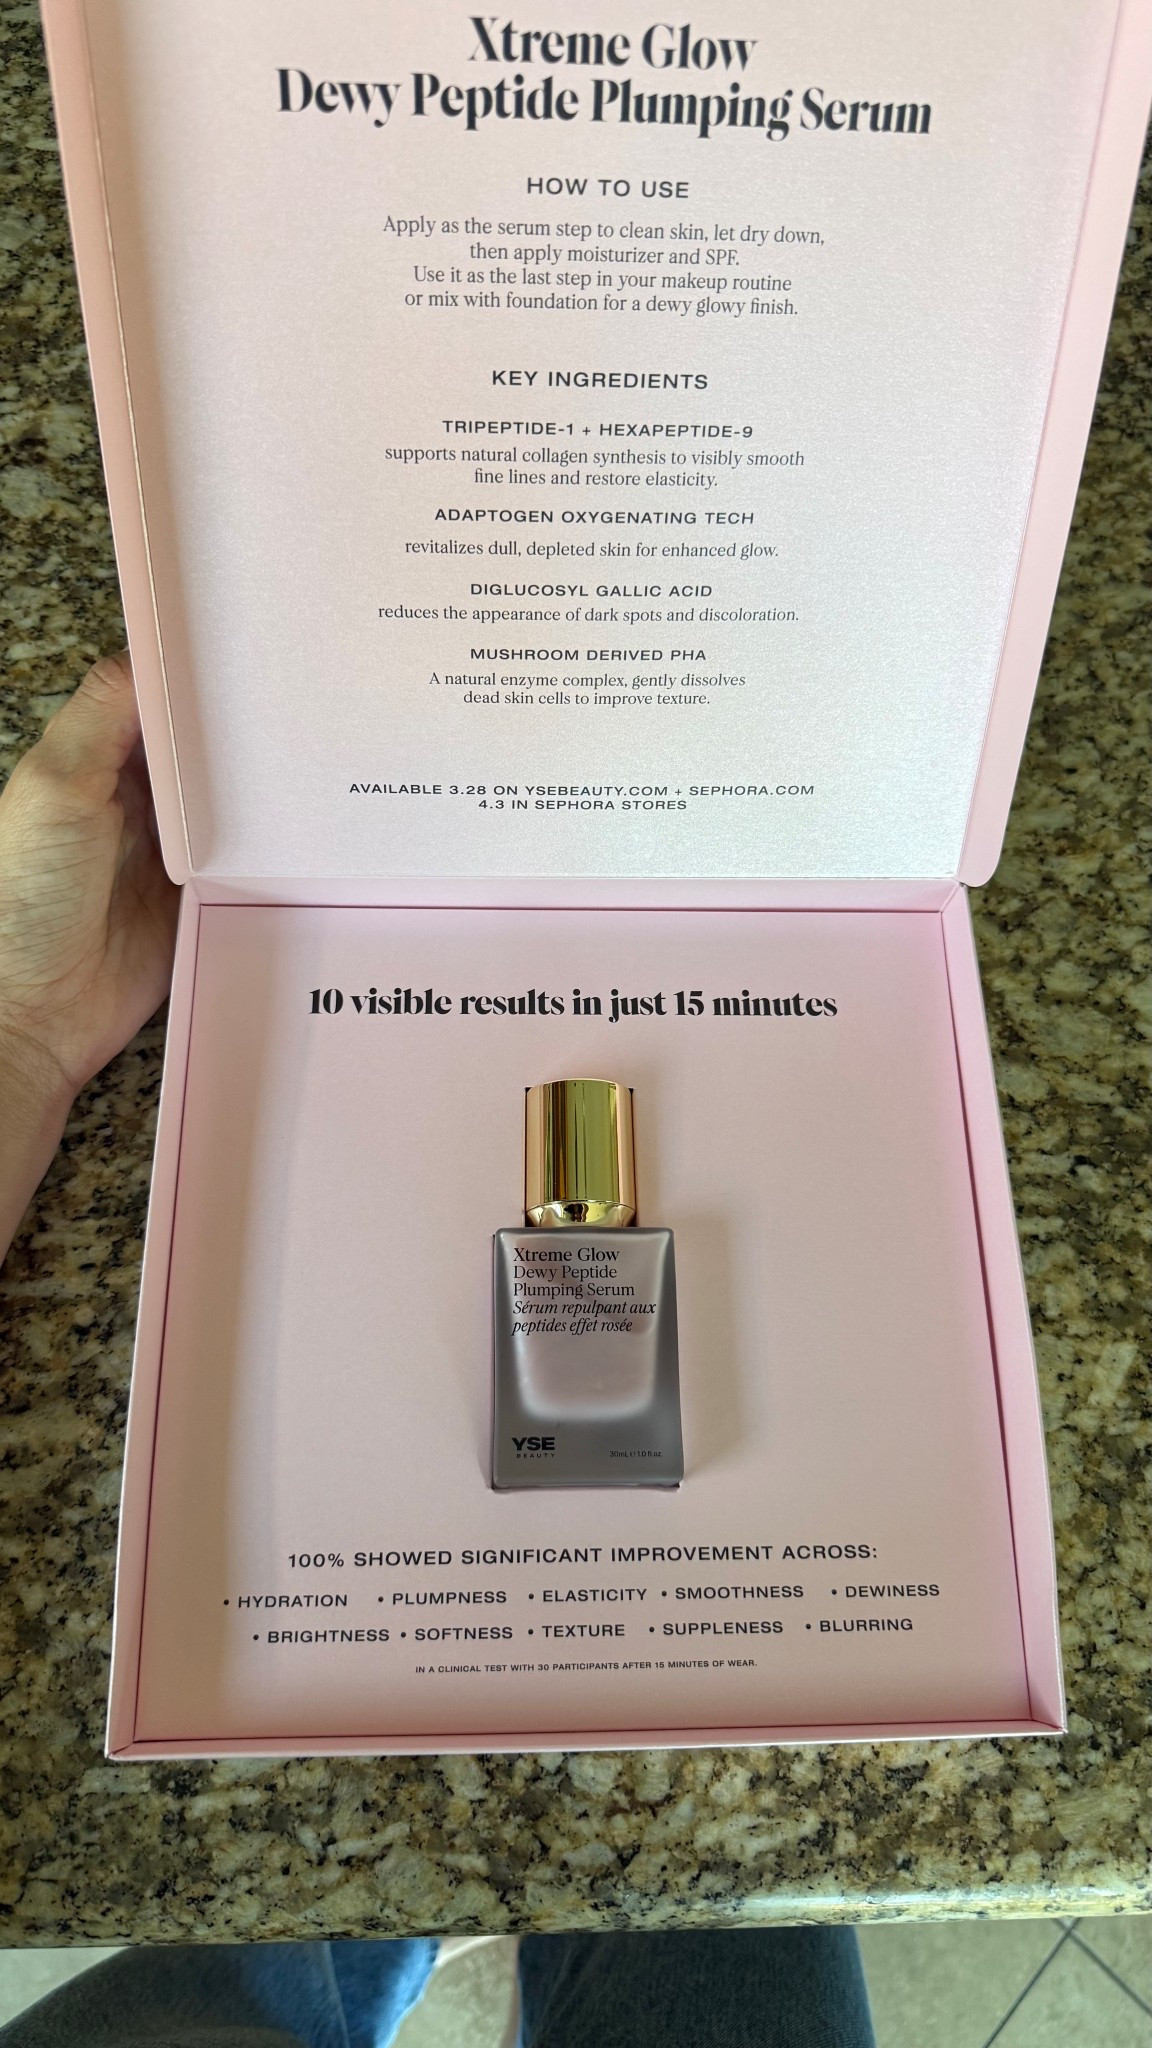 Xtreme Glow
Dewy Peptide Plumping Serum
HOW TO USE
Apply as the serum step to clean skin, let dry down,
then apply moisturizer and SPF.
Use it as the last step in your makeup routine
or mix with foundation for a dewy glowy finish.
KEY INGREDIENTS
TRIPEPTIDE-1 + HEXAPEPTIDE-9
supports natural collagen synthesis to visibly smooth
fine lines and restore elasticity.
ADAPTOGEN OXYGENATING TECH
revitalizes dull, depleted skin for enhanced glow.
DIGLUCOSYL GALLIC ACID
reduces the appearance of dark spots and discoloration.
MUSHROOM DERIVED PHA
A natural enzyme complex, gently dissolves
dead skin cells to improve texture.
AVAILABLE 3.28 ON YSEBEAUTY.COM + SEPHORA.COM
4.3 IN SEPHORA STORES
10 visible results in just 15 minutes
Xtreme Glow
Dewy Peptide
Plumping Serum
Sérum repulpant aux
peptides effet rosée
YSE
BEAUTY
30mL ℮ 1.0 fl.oz.
100% SHOWED SIGNIFICANT IMPROVEMENT ACROSS:
• HYDRATION • PLUMPNESS • ELASTICITY • SMOOTHNESS • DEWINESS
• BRIGHTNESS • SOFTNESS • TEXTURE • SUPPLENESS • BLURRING
IN A CLINICAL TEST WITH 30 PARTICIPANTS AFTER 15 MINUTES OF WEAR.